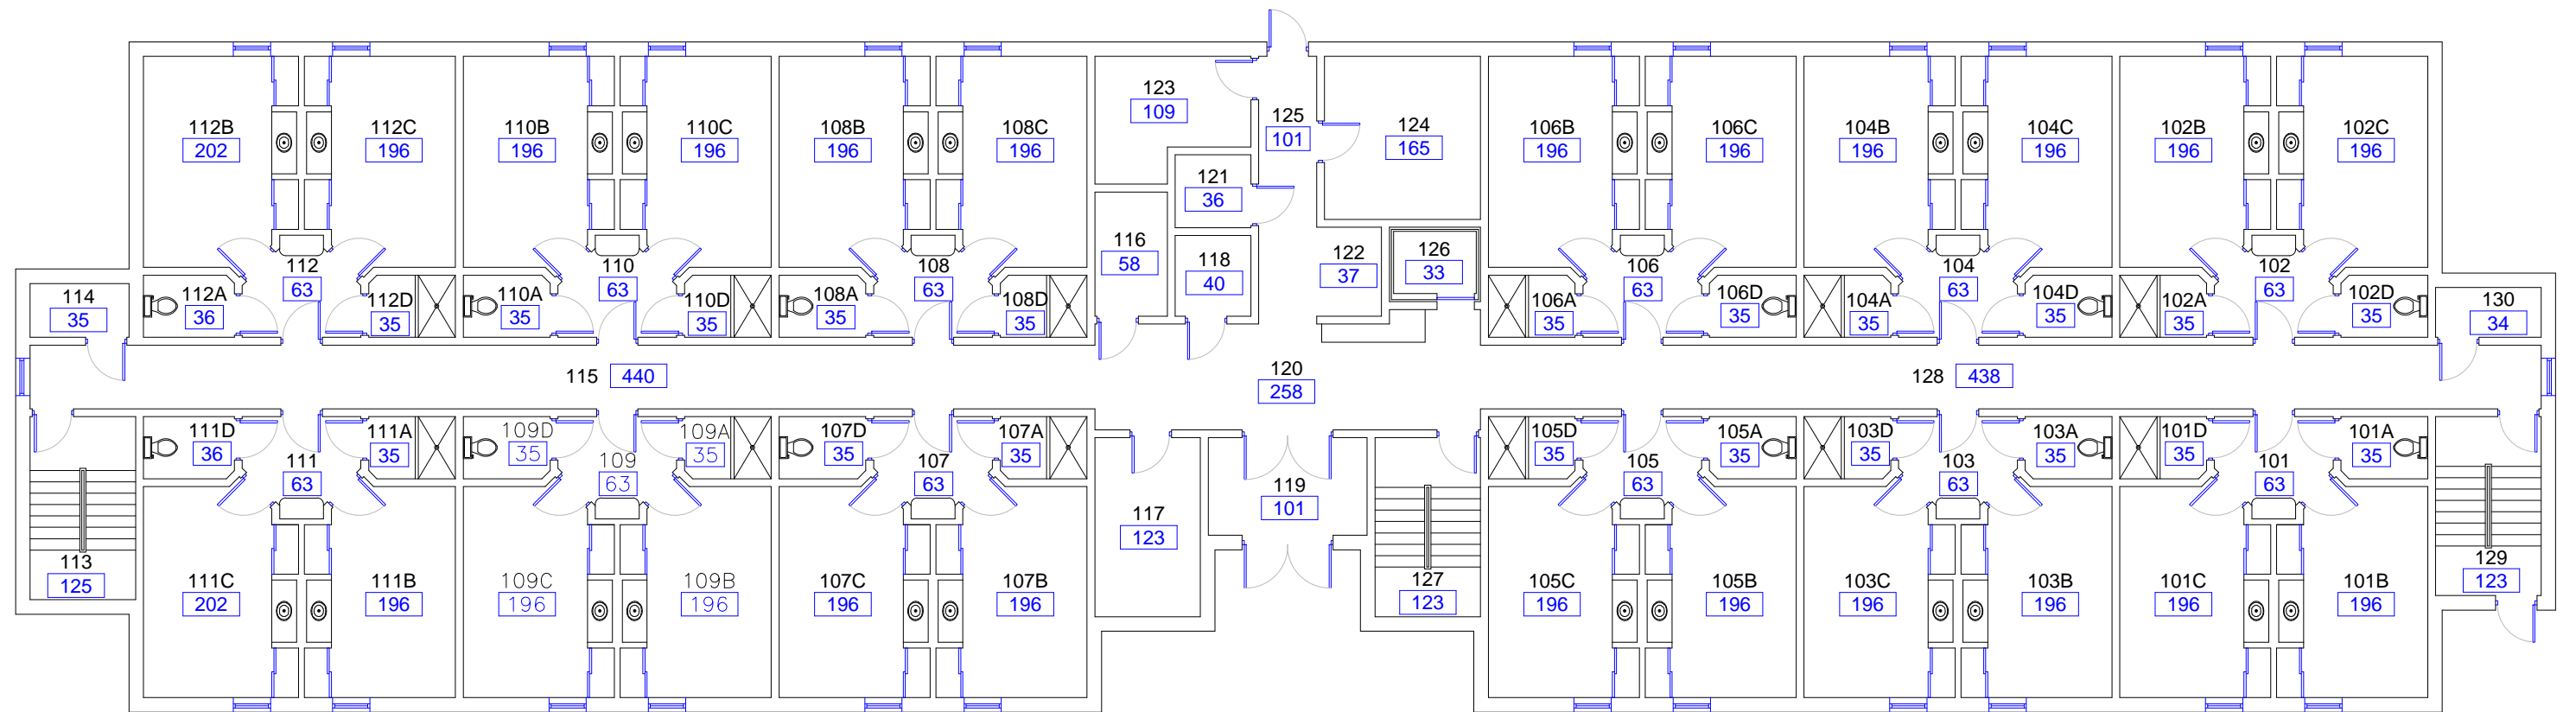 112B
202
112C
196
110B
196
110C
196
108B
196
108C
196
123
109
125
101
124
165
106B
196
106C
196
104B
196
104C
196
102B
196
102C
196
121
36
116
58
118
40
122
37
126
33
112
63
110
63
108
63
106
63
104
63
102
63
114
35
112A
36
112D
35
110A
35
110D
35
108A
35
108D
35
106A
35
106D
35
104A
35
104D
35
102A
35
102D
35
130
34
115 440
120
258
128 438
111D
36
111A
35
109D
35
109A
35
107D
35
107A
35
105D
35
105A
35
103D
35
103A
35
101D
35
101A
35
111
63
109
63
107
63
105
63
103
63
101
63
119
101
117
123
113
125
127
123
129
123
111C
202
111B
196
109C
196
109B
196
107C
196
107B
196
105C
196
105B
196
103C
196
103B
196
101C
196
101B
196